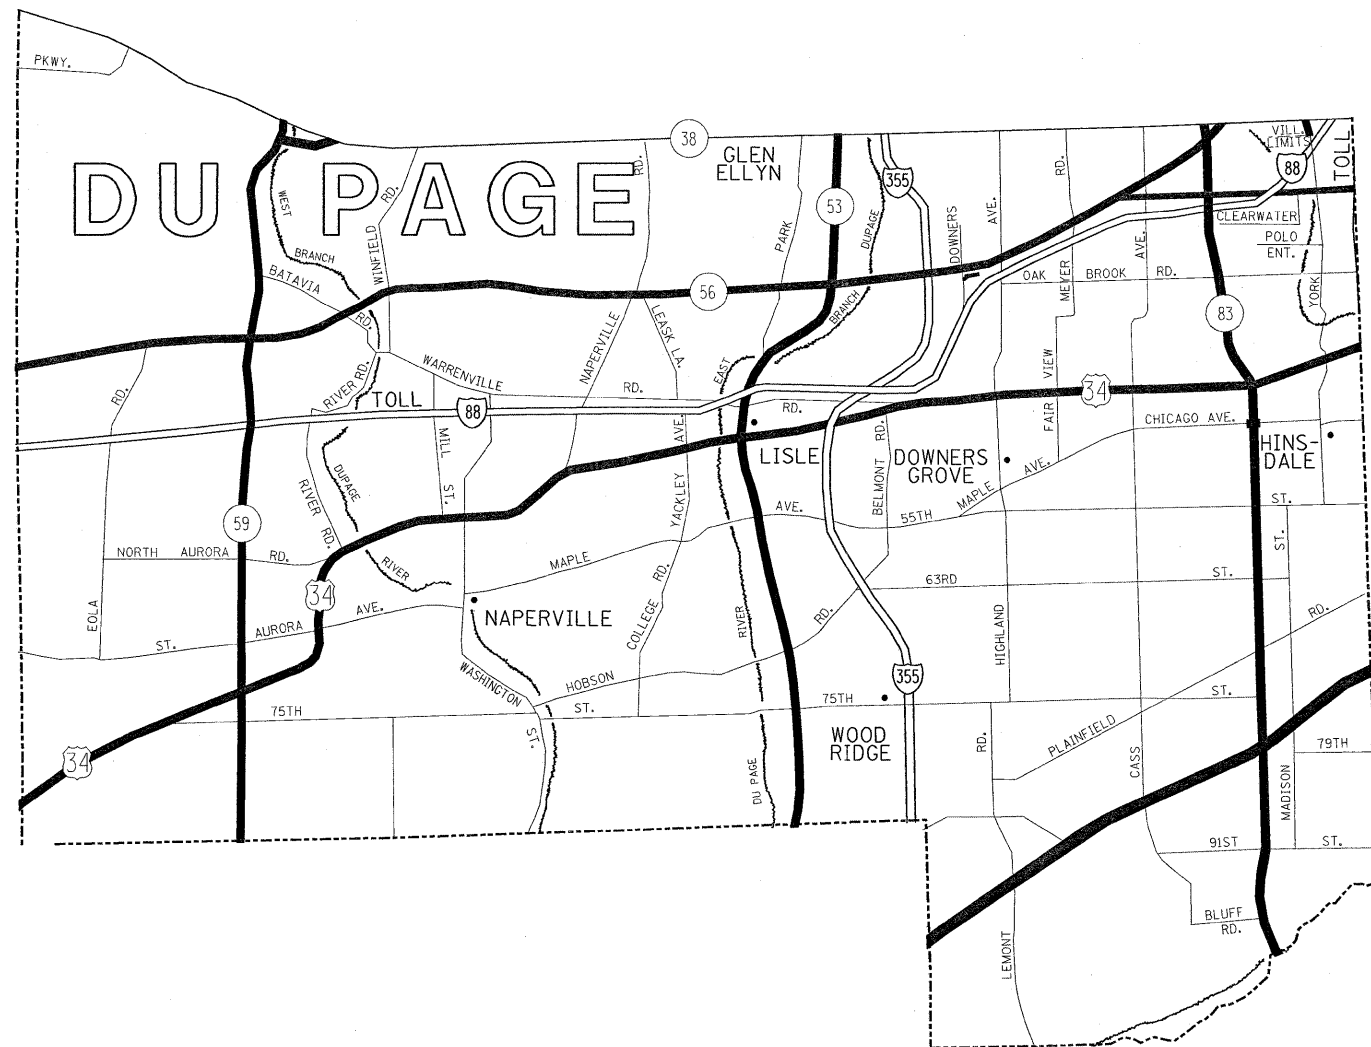 PKWY.
38
VILL.
LIMITS
TOLL
88
GLEN
ELLYN
355
DU PAGE
RD.
RD.
RD.
53
WEST
BRANCH
WINFIELD
PARK
DUPAGE
BRANCH
DOWNERS
AVE.
AVE.
CLEARWATER
POLO
ENT.
BATAVIA
RD.
56
OAK BROOK RD.
MEYER
YORK
83
NAPERVILLE
LEASK LA.
EAST
WARRENVILLE
RD.
RD.
RIVER RD.
RD.
TOLL
88
34
FAIR VIEW
CHICAGO AVE.
MILL
ST.
AVE.
YACKLEY
LISLE
BELMONT RD.
DOWNERS
GROVE
MAPLE
AVE.
HINS-
DALE
DUPAGE
RIVER
RIVER
RD.
59
AVE.
55TH
ST.
NORTH AURORA RD.
MAPLE
ST.
34
63RD
ST.
EOLA
AURORA
AVE.
ST.
NAPERVILLE
COLLEGE
RD.
RIVER
RD.
HIGHLAND
RD.
WASHINGTON
ST.
HOBSON
355
75TH
ST.
75TH
ST.
WOOD
RIDGE
RD.
PLAINFIELD
CASS
79TH
34
DU PAGE
MADISON
91ST
ST.
BLUFF
RD.
LEMONT